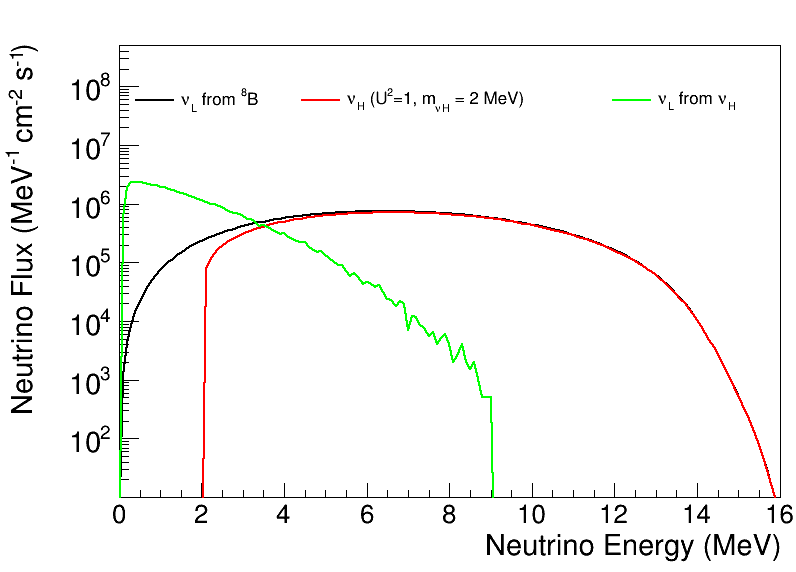 Neutrino Flux (MeV⁻¹ cm⁻² s⁻¹)
10⁸
10⁷
10⁶
10⁵
10⁴
10³
10²
ν_L from ⁸B
ν_H (U²=1, m_νH = 2 MeV)
ν_L from ν_H
0 2 4 6 8 10 12 14 16
Neutrino Energy (MeV)